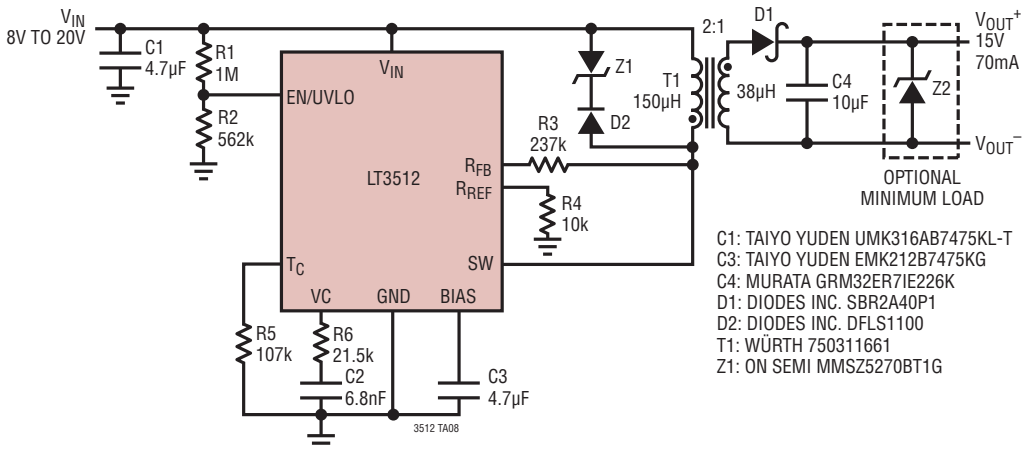 VIN
8V TO 20V
C1
4.7µF
R1
1M
R2
562k
VIN
EN/UVLO
LT3512
RFB
RREF
SW
TC
VC
GND
BIAS
Z1
D2
R3
237k
R4
10k
T1
150µH
2:1
38µH
D1
C4
10µF
Z2
VOUT+
15V
70mA
VOUT–
OPTIONAL
MINIMUM LOAD
R5
107k
R6
21.5k
C2
6.8nF
C3
4.7µF
3512 TA08
C1: TAIYO YUDEN UMK316AB7475KL-T
C3: TAIYO YUDEN EMK212B7475KG
C4: MURATA GRM32ER7IE226K
D1: DIODES INC. SBR2A40P1
D2: DIODES INC. DFLS1100
T1: WÜRTH 750311661
Z1: ON SEMI MMSZ5270BT1G